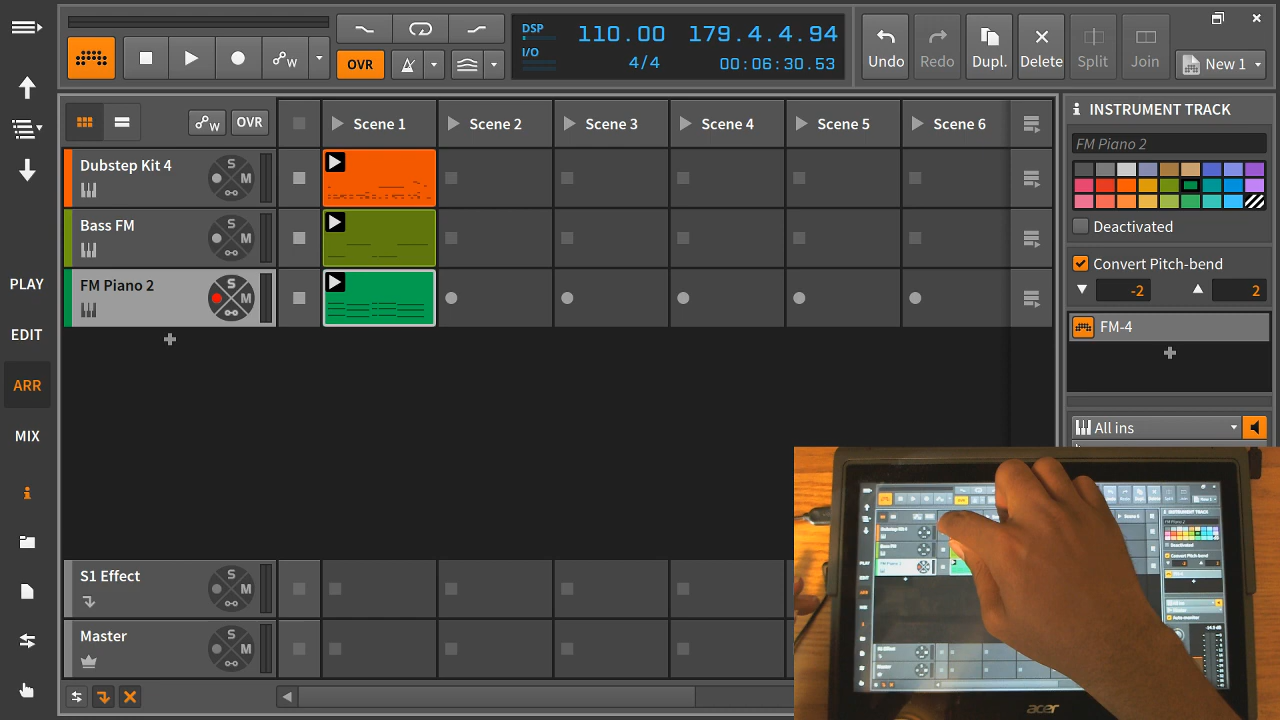 DSP
I/O
110.00
179.4.4.94
4/4
00:06:30.53
OVR
W
Undo
Redo
Dupl.
Delete
Split
Join
New 1
W
OVR
Scene 1
Scene 2
Scene 3
Scene 4
Scene 5
Scene 6
INSTRUMENT TRACK
FM Piano 2
Dubstep Kit 4
S
M
Bass FM
S
M
Deactivated
PLAY
Convert Pitch-bend
-2
2
FM Piano 2
S
M
EDIT
FM-4
ARR
MIX
All ins
S1 Effect
S
M
Master
S
M
acer